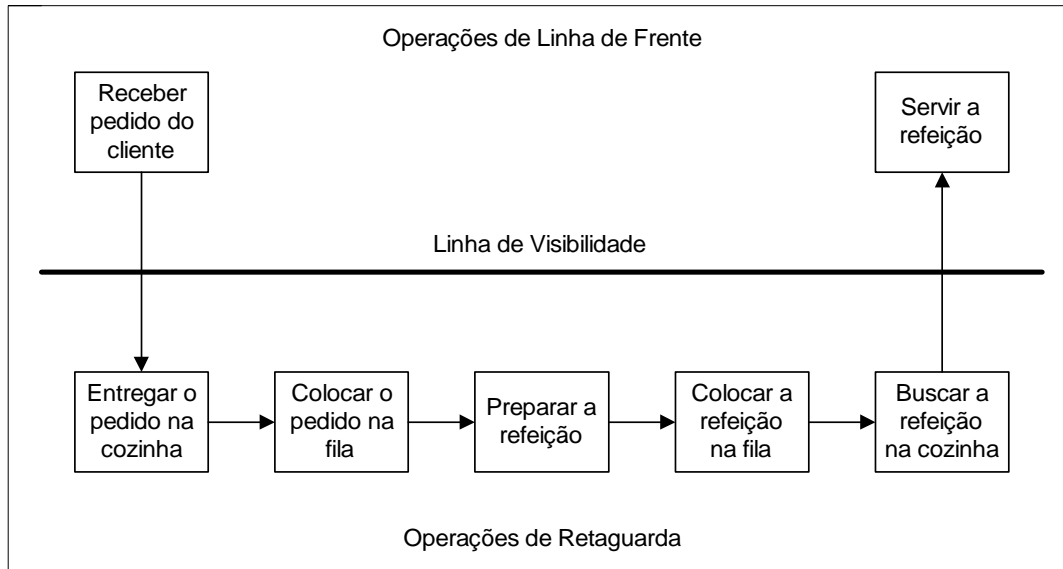 Operações de Linha de Frente
Receber
pedido do
cliente
Servir a
refeição
Linha de Visibilidade
Entregar o
pedido na
cozinha
Colocar o
pedido na
fila
Preparar a
refeição
Colocar a
refeição
na fila
Buscar a
refeição
na cozinha
Operações de Retaguarda